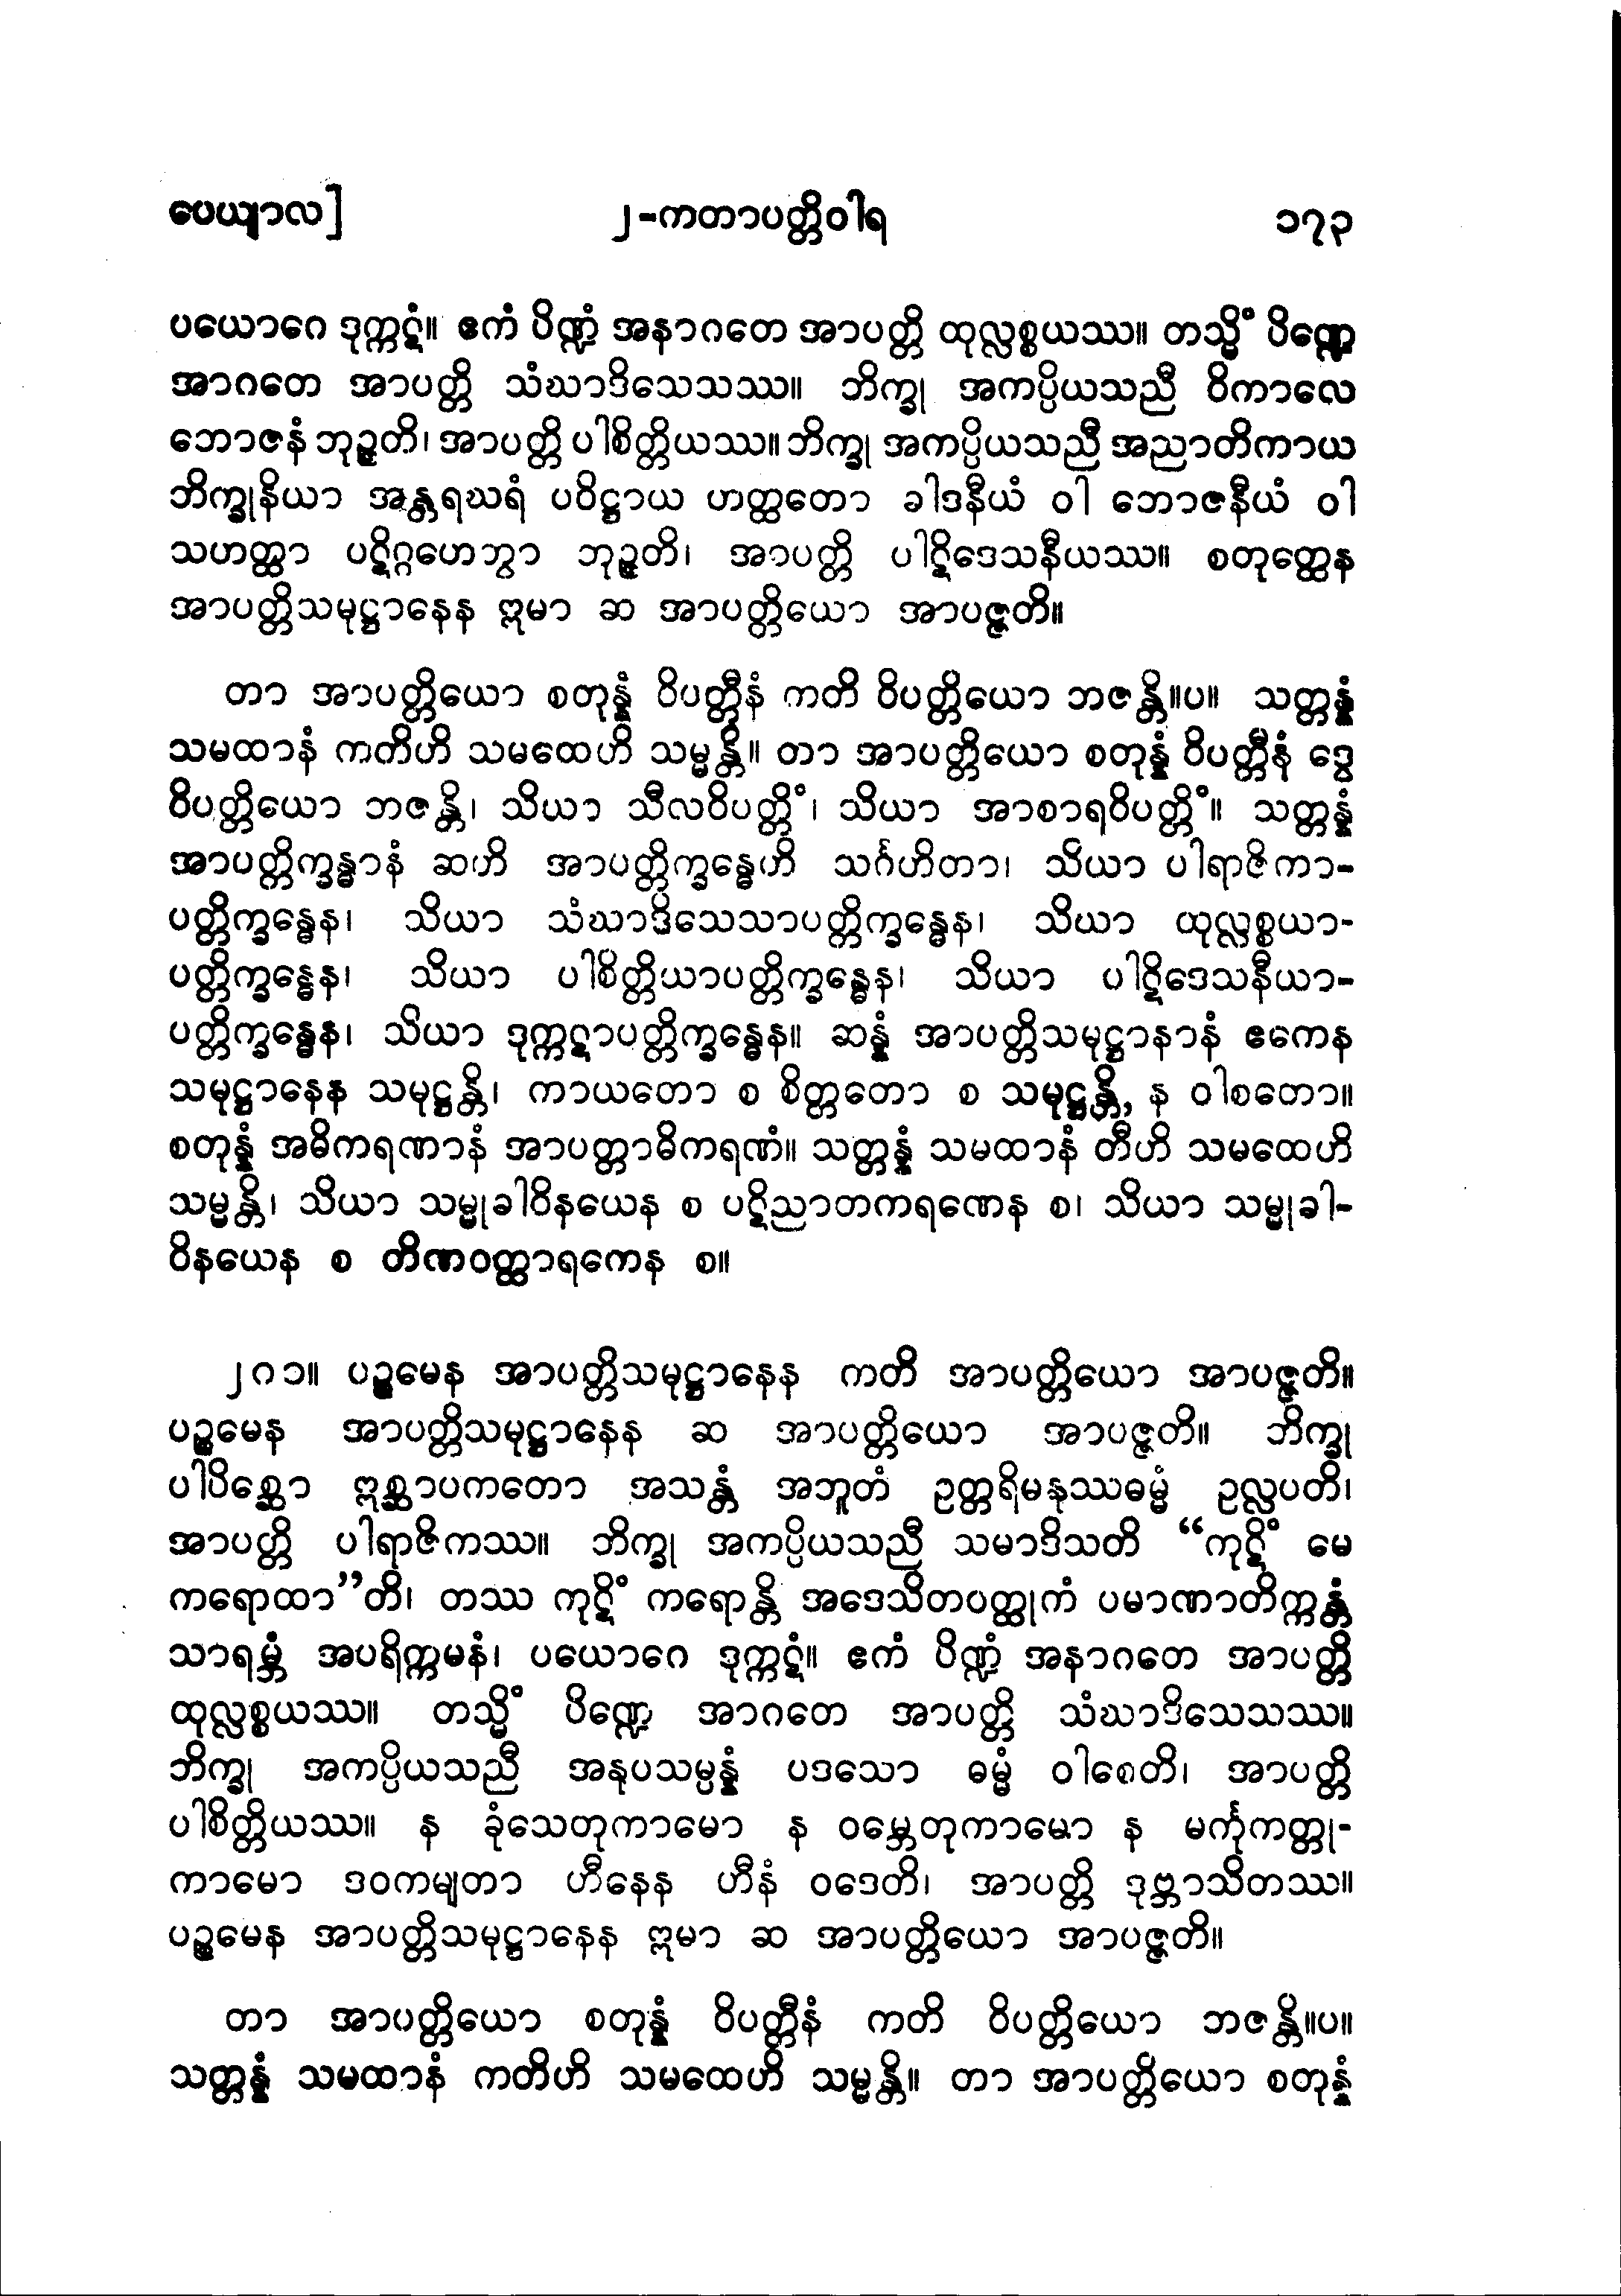 ပေယျာလ]
၂-ကတာပတ္တိဝါရ
၁၇၃
ပယောဂေ ဒုက္ကဋံ။ ဧကံ ပိဏ္ဍံ အနာဂတေ အာပတ္တိ ထုလ္လစ္စယဿ။ တသ္မိံ ပိဏ္ဍေ
အာဂတေ အာပတ္တိ သံဃာဒိသေသဿ။ ဘိက္ခု အကပ္ပိယသညီ ဝိကာလေ
ဘောဇနံ ဘုဉ္ဇတိ၊ အာပတ္တိ ပါစိတ္တိယဿ။ ဘိက္ခု အကပ္ပိယသညီ အညာတိကာယ
ဘိက္ခုနိယာ အန္တရဃရံ ပဝိဋ္ဌာယ ဟတ္ထတော ခါဒနီယံ ဝါ ဘောဇနီယံ ဝါ
သဟတ္ထာ ပဋိဂ္ဂဟေတွာ ဘုဉ္ဇတိ၊ အာပတ္တိ ပါဋိဒေသနီယဿ။ စတုတ္ထေန
အာပတ္တိသမုဋ္ဌာနေန ဣမာ ဆ အာပတ္တိယော အာပဇ္ဇတိ။
တာ အာပတ္တိယော စတုန္နံ ဝိပတ္တီနံ ကတိ ဝိပတ္တိယော ဘဇန္တိ။ပ။ သတ္တန္နံ
သမထာနံ ကတိဟိ သမထေဟိ သမ္မန္တိ။ တာ အာပတ္တိယော စတုန္နံ ဝိပတ္တီနံ ဒွေ
ဝိပတ္တိယော ဘဇန္တိ၊ သိယာ သီလဝိပတ္တိံ၊ သိယာ အာစာရဝိပတ္တိံ။ သတ္တန္နံ
အာပတ္တိက္ခန္ဓာနံ ဆဟိ အာပတ္တိက္ခန္ဓေဟိ သင်္ဂဟိတာ၊ သိယာ ပါရာဇိကာ-
ပတ္တိက္ခန္ဓေန၊ သိယာ သံဃာဒိသေသာပတ္တိက္ခန္ဓေန၊ သိယာ ထုလ္လစ္စယာ-
ပတ္တိက္ခန္ဓေန၊ သိယာ ပါစိတ္တိယာပတ္တိက္ခန္ဓေန၊ သိယာ ပါဋိဒေသနီယာ-
ပတ္တိက္ခန္ဓေန၊ သိယာ ဒုက္ကဋာပတ္တိက္ခန္ဓေန။ ဆန္နံ အာပတ္တိသမုဋ္ဌာနာနံ ဧကေန
သမုဋ္ဌာနေန သမုဋ္ဌန္တိ၊ ကာယတော စ စိတ္တတော စ သမုဋ္ဌန္တိ, န ဝါစတော။
စတုန္နံ အဓိကရဏာနံ အာပတ္တာဓိကရဏံ။ သတ္တန္နံ သမထာနံ တီဟိ သမထေဟိ
သမ္မန္တိ၊ သိယာ သမ္မုခါဝိနယေန စ ပဋိညာတကရဏေန စ၊ သိယာ သမ္မုခါ-
ဝိနယေန စ တိဏဝတ္ထာရကေန စ။
၂၀၁။ ပဉ္စမေန အာပတ္တိသမုဋ္ဌာနေန ကတိ အာပတ္တိယော အာပဇ္ဇတိ။
ပဉ္စမေန အာပတ္တိသမုဋ္ဌာနေန ဆ အာပတ္တိယော အာပဇ္ဇတိ။ ဘိက္ခု
ပါပိစ္ဆော ဣစ္ဆာပကတော အသန္တံ အဘူတံ ဥတ္တရိမနုဿဓမ္မံ ဥလ္လပတိ၊
အာပတ္တိ ပါရာဇိကဿ။ ဘိက္ခု အကပ္ပိယသညီ သမာဒိသတိ “ကုဋိံ မေ
ကရောထာ”တိ၊ တဿ ကုဋိံ ကရောန္တိ အဒေသိတဝတ္ထုကံ ပမာဏာတိက္ကန္တံ
သာရမ္ဘံ အပရိက္ကမနံ၊ ပယောဂေ ဒုက္ကဋံ။ ဧကံ ပိဏ္ဍံ အနာဂတေ အာပတ္တိ
ထုလ္လစ္စယဿ။ တသ္မိံ ပိဏ္ဍေ အာဂတေ အာပတ္တိ သံဃာဒိသေသဿ။
ဘိက္ခု အကပ္ပိယသညီ အနုပသမ္ပန္နံ ပဒသော ဓမ္မံ ဝါစေတိ၊ အာပတ္တိ
ပါစိတ္တိယဿ။ န ခုံသေတုကာမော န ဝမ္ဘေတုကာမော န မင်္ကုကတ္တု-
ကာမော ဒဝကမျတာ ဟီနေန ဟီနံ ဝဒေတိ၊ အာပတ္တိ ဒုဗ္ဘာသိတဿ။
ပဉ္စမေန အာပတ္တိသမုဋ္ဌာနေန ဣမာ ဆ အာပတ္တိယော အာပဇ္ဇတိ။
တာ အာပတ္တိယော စတုန္နံ ဝိပတ္တီနံ ကတိ ဝိပတ္တိယော ဘဇန္တိ။ပ။
သတ္တန္နံ သမထာနံ ကတိဟိ သမထေဟိ သမ္မန္တိ။ တာ အာပတ္တိယော စတုန္နံ